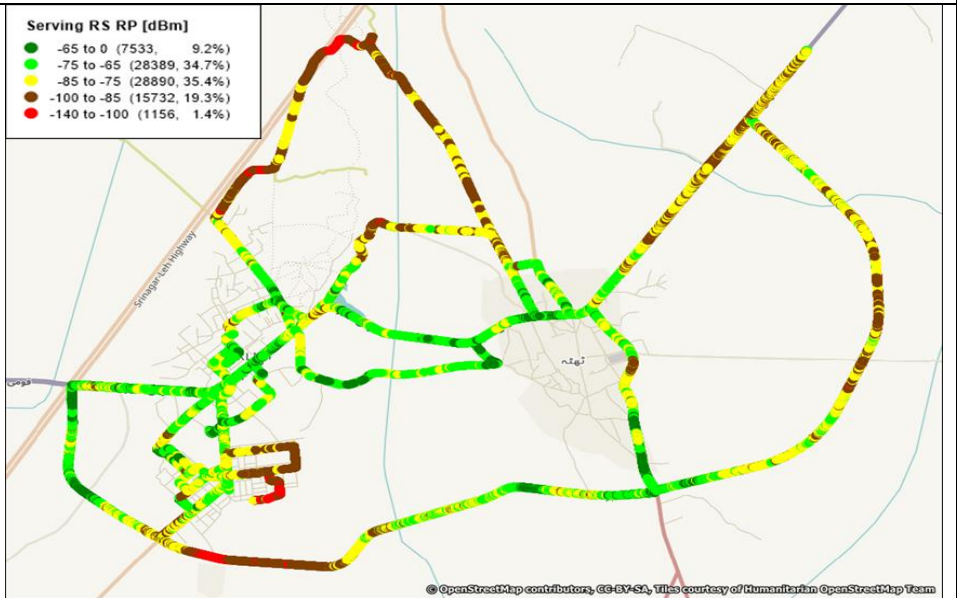 Serving RS RP [dBm]
-65 to 0 (7533, 9.2%)
-75 to -65 (28389, 34.7%)
-85 to -75 (28890, 35.4%)
-100 to -85 (15732, 19.3%)
-140 to -100 (1156, 1.4%)
Srinagar-Leh Highway
© OpenStreetMap contributors, CC-BY-SA, Tiles courtesy of Humanitarian OpenStreetMap Team